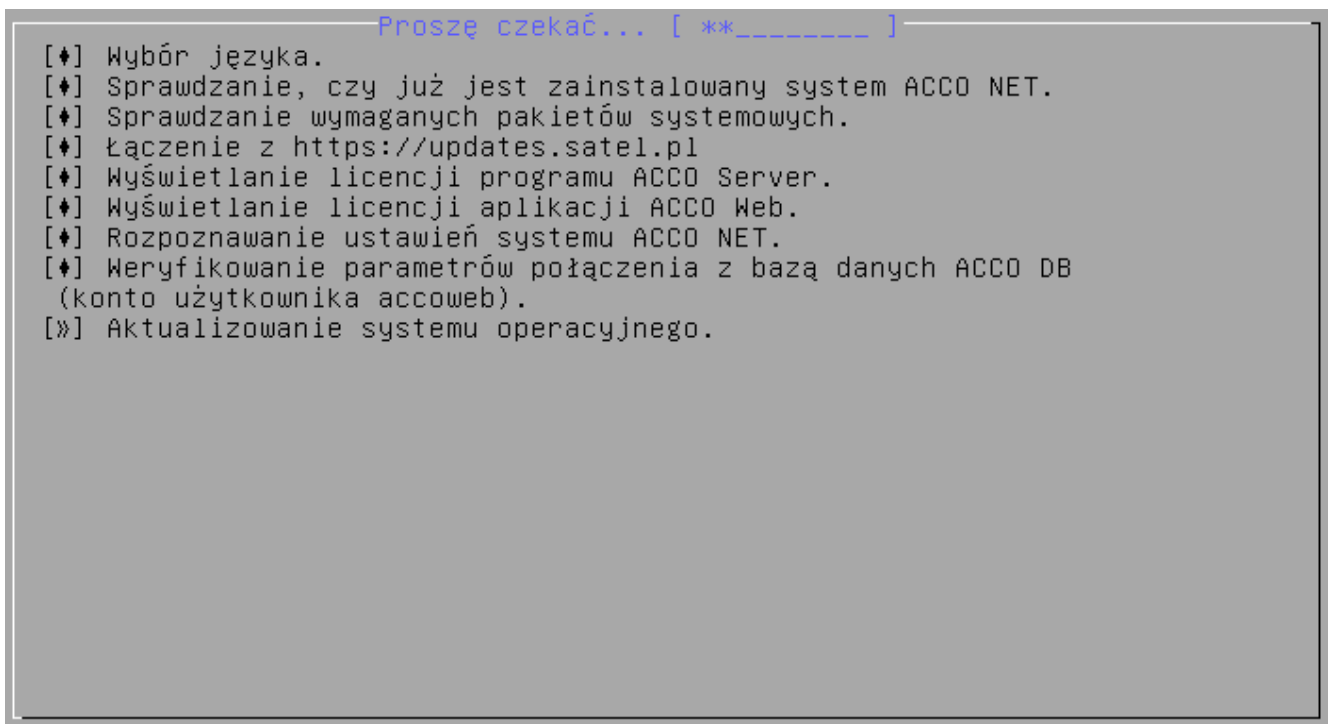 Proszę czekać... [ **________ ]
[♦] Wybór języka.
[♦] Sprawdzanie, czy już jest zainstalowany system ACCO NET.
[♦] Sprawdzanie wymaganych pakietów systemowych.
[♦] Łączenie z https://updates.satel.pl
[♦] Wyświetlanie licencji programu ACCO Server.
[♦] Wyświetlanie licencji aplikacji ACCO Web.
[♦] Rozpoznawanie ustawień systemu ACCO NET.
[♦] Weryfikowanie parametrów połączenia z bazą danych ACCO DB
(konto użytkownika accoweb).
[»] Aktualizowanie systemu operacyjnego.